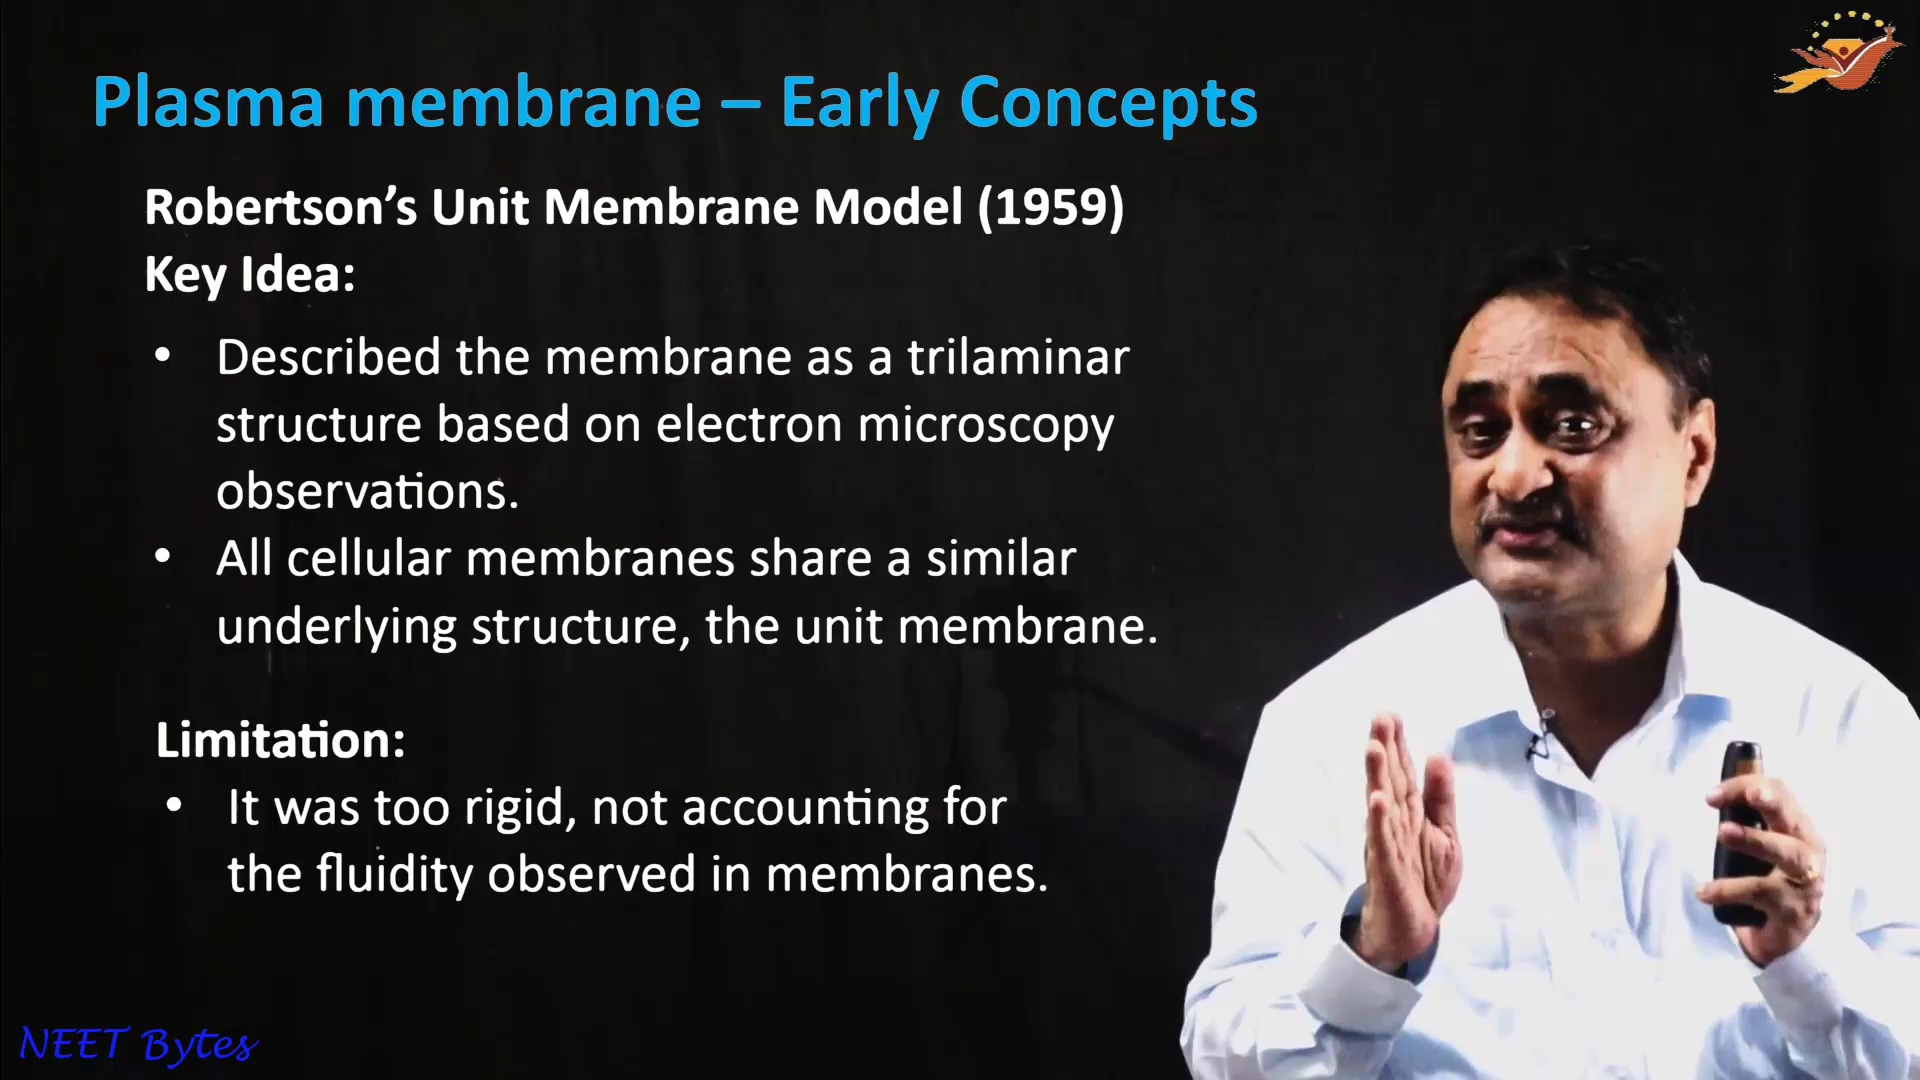 Plasma membrane – Early Concepts
Robertson’s Unit Membrane Model (1959)
Key Idea:
• Described the membrane as a trilaminar
structure based on electron microscopy
observations.
• All cellular membranes share a similar
underlying structure, the unit membrane.
Limitation:
• It was too rigid, not accounting for
the fluidity observed in membranes.
NEET Bytes